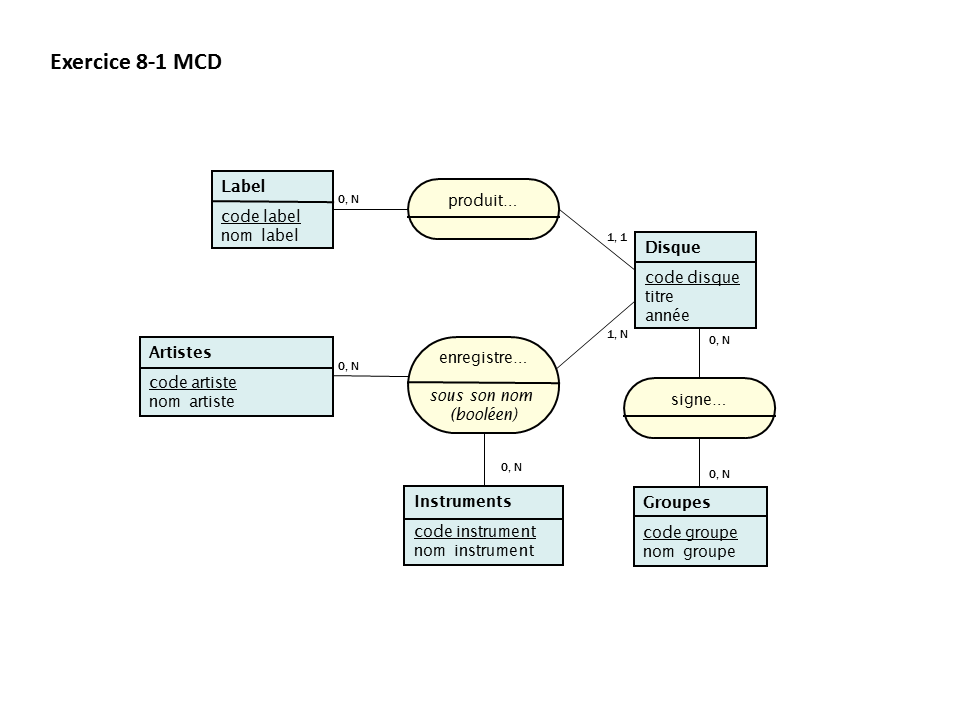 Exercice 8-1 MCD
Label
code label
nom label
0, N
produit...
1, 1
Disque
code disque
titre
année
Artistes
code artiste
nom artiste
0, N
enregistre...
sous son nom
(booléen)
1, N
0, N
signe...
0, N
Instruments
code instrument
nom instrument
0, N
Groupes
code groupe
nom groupe